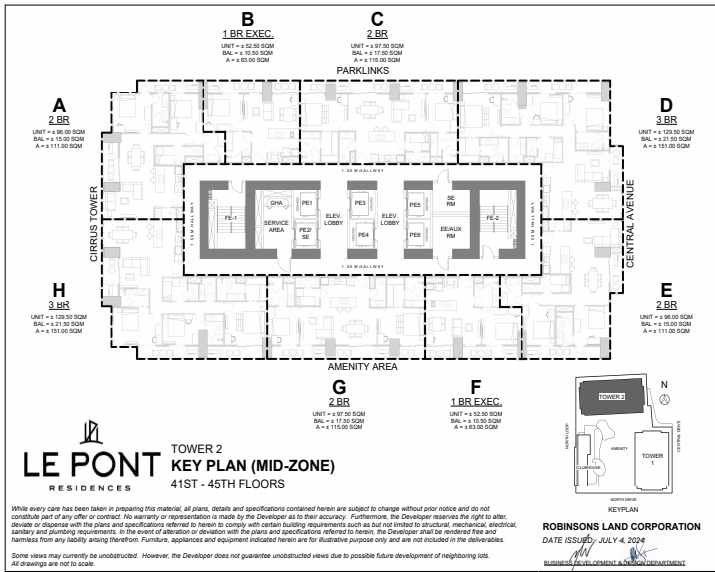 B
1 BR EXEC.
UNIT = ± 52.50 SQM
BAL = ± 10.50 SQM
A = ± 63.00 SQM
C
2 BR
UNIT = ± 97.50 SQM
BAL = ± 17.50 SQM
A = ± 115.00 SQM
PARKLINKS
A
2 BR
UNIT = ± 96.00 SQM
BAL = ± 15.00 SQM
A = ± 111.00 SQM
D
3 BR
UNIT = ± 129.50 SQM
BAL = ± 21.50 SQM
A = ± 151.00 SQM
CIRRUS TOWER
CENTRAL AVENUE
FE-1
GHA
SERVICE
AREA
PE1
PE2/
SE
ELEV.
LOBBY
PE3
PE4
ELEV.
LOBBY
PE5
PE6
SE
RM
EE/AUX
RM
FE-2
H
3 BR
UNIT = ± 129.50 SQM
BAL = ± 21.50 SQM
A = ± 151.00 SQM
E
2 BR
UNIT = ± 96.00 SQM
BAL = ± 15.00 SQM
A = ± 111.00 SQM
AMENITY AREA
G
2 BR
UNIT = ± 97.50 SQM
BAL = ± 17.50 SQM
A = ± 115.00 SQM
F
1 BR EXEC.
UNIT = ± 52.50 SQM
BAL = ± 10.50 SQM
A = ± 63.00 SQM
N
TOWER 2
NORTH LOOP
CENTRAL DRIVE
AMENITY
CLUBHOUSE
TOWER
1
NORTH DRIVE
KEYPLAN
LE PONT
RESIDENCES
TOWER 2
KEY PLAN (MID-ZONE)
41ST - 45TH FLOORS
While every care has been taken in preparing this material, all plans, details and specifications contained herein are subject to change without prior notice and do not
constitute part of any offer or contract. No warranty or representation is made by the Developer as to their accuracy. Furthermore, the Developer reserves the right to alter,
deviate or dispense with the plans and specifications referred to herein to comply with certain building requirements such as but not limited to structural, mechanical, electrical,
sanitary and plumbing requirements. In the event of alteration or deviation with the plans and specifications referred to herein, the Developer shall be rendered free and
harmless from any liability arising therefrom. Furniture, appliances and equipment indicated herein are for illustrative purpose only and are not included in the deliverables.
Some views may currently be unobstructed. However, the Developer does not guarantee unobstructed views due to possible future development of neighboring lots.
All drawings are not to scale.
ROBINSONS LAND CORPORATION
DATE ISSUED: JULY 4, 2024
BUSINESS DEVELOPMENT & DESIGN DEPARTMENT